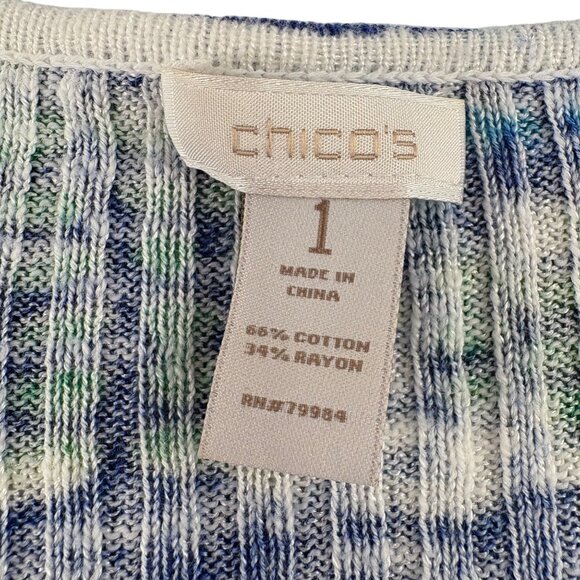 chico's
1
MADE IN
CHINA
66% COTTON
34% RAYON
RN#79984